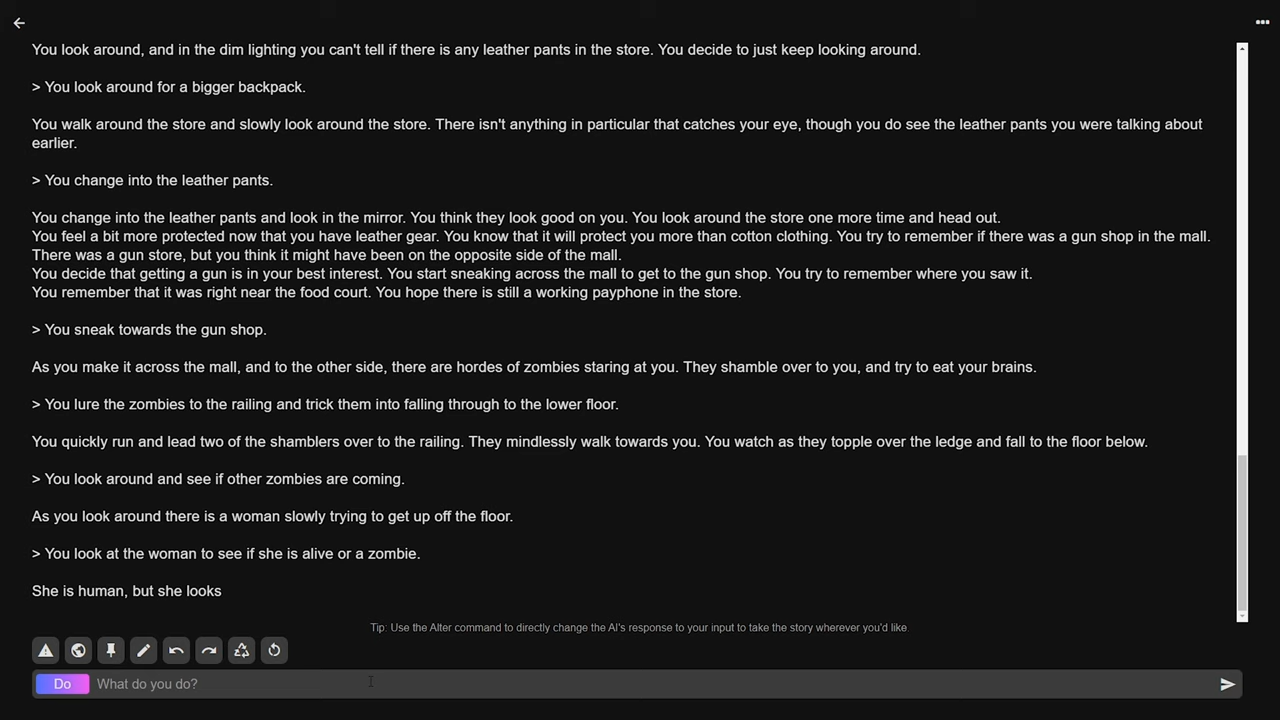 You look around, and in the dim lighting you can't tell if there is any leather pants in the store. You decide to just keep looking around.
> You look around for a bigger backpack.
You walk around the store and slowly look around the store. There isn't anything in particular that catches your eye, though you do see the leather pants you were talking about
earlier.
> You change into the leather pants.
You change into the leather pants and look in the mirror. You think they look good on you. You look around the store one more time and head out.
You feel a bit more protected now that you have leather gear. You know that it will protect you more than cotton clothing. You try to remember if there was a gun shop in the mall.
There was a gun store, but you think it might have been on the opposite side of the mall.
You decide that getting a gun is in your best interest. You start sneaking across the mall to get to the gun shop. You try to remember where you saw it.
You remember that it was right near the food court. You hope there is still a working payphone in the store.
> You sneak towards the gun shop.
As you make it across the mall, and to the other side, there are hordes of zombies staring at you. They shamble over to you, and try to eat your brains.
> You lure the zombies to the railing and trick them into falling through to the lower floor.
You quickly run and lead two of the shamblers over to the railing. They mindlessly walk towards you. You watch as they topple over the ledge and fall to the floor below.
> You look around and see if other zombies are coming.
As you look around there is a woman slowly trying to get up off the floor.
> You look at the woman to see if she is alive or a zombie.
She is human, but she looks
Tip: Use the Alter command to directly change the AI's response to your input to take the story wherever you'd like.
Do What do you do?